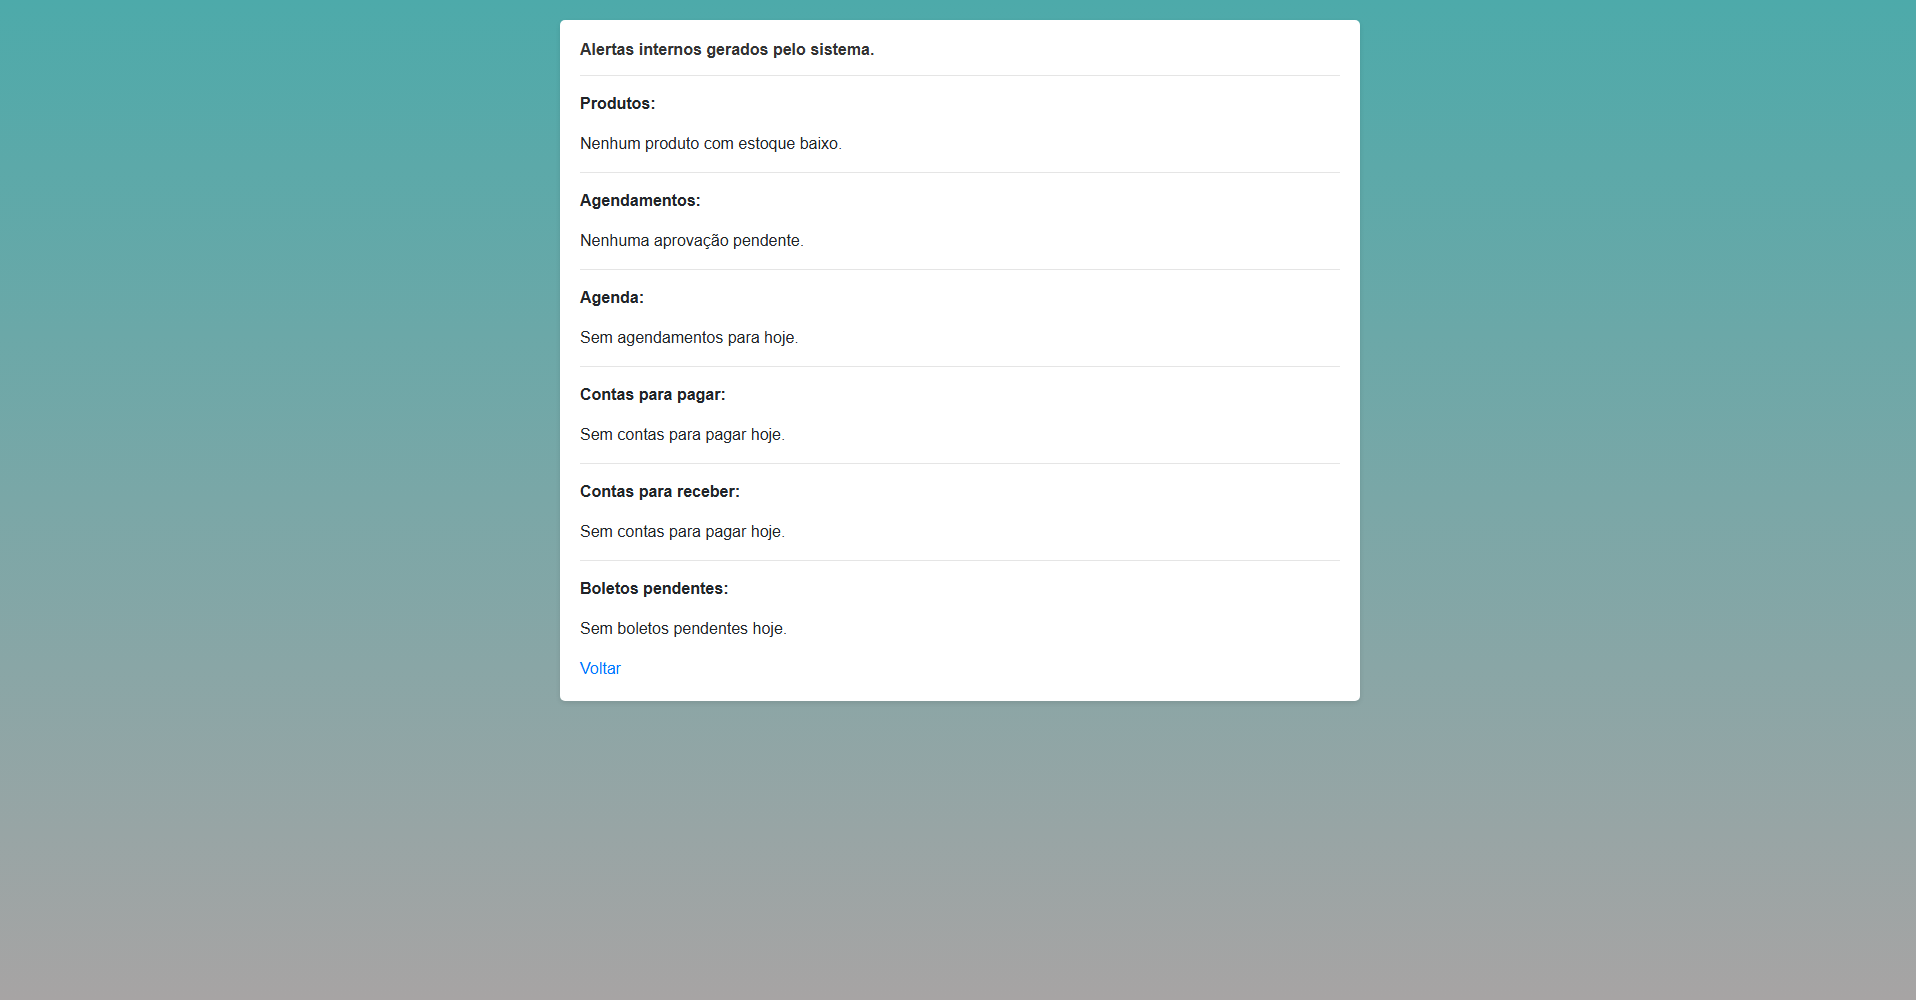 Alertas internos gerados pelo sistema.
Produtos:
Nenhum produto com estoque baixo.
Agendamentos:
Nenhuma aprovação pendente.
Agenda:
Sem agendamentos para hoje.
Contas para pagar:
Sem contas para pagar hoje.
Contas para receber:
Sem contas para pagar hoje.
Boletos pendentes:
Sem boletos pendentes hoje.
Voltar